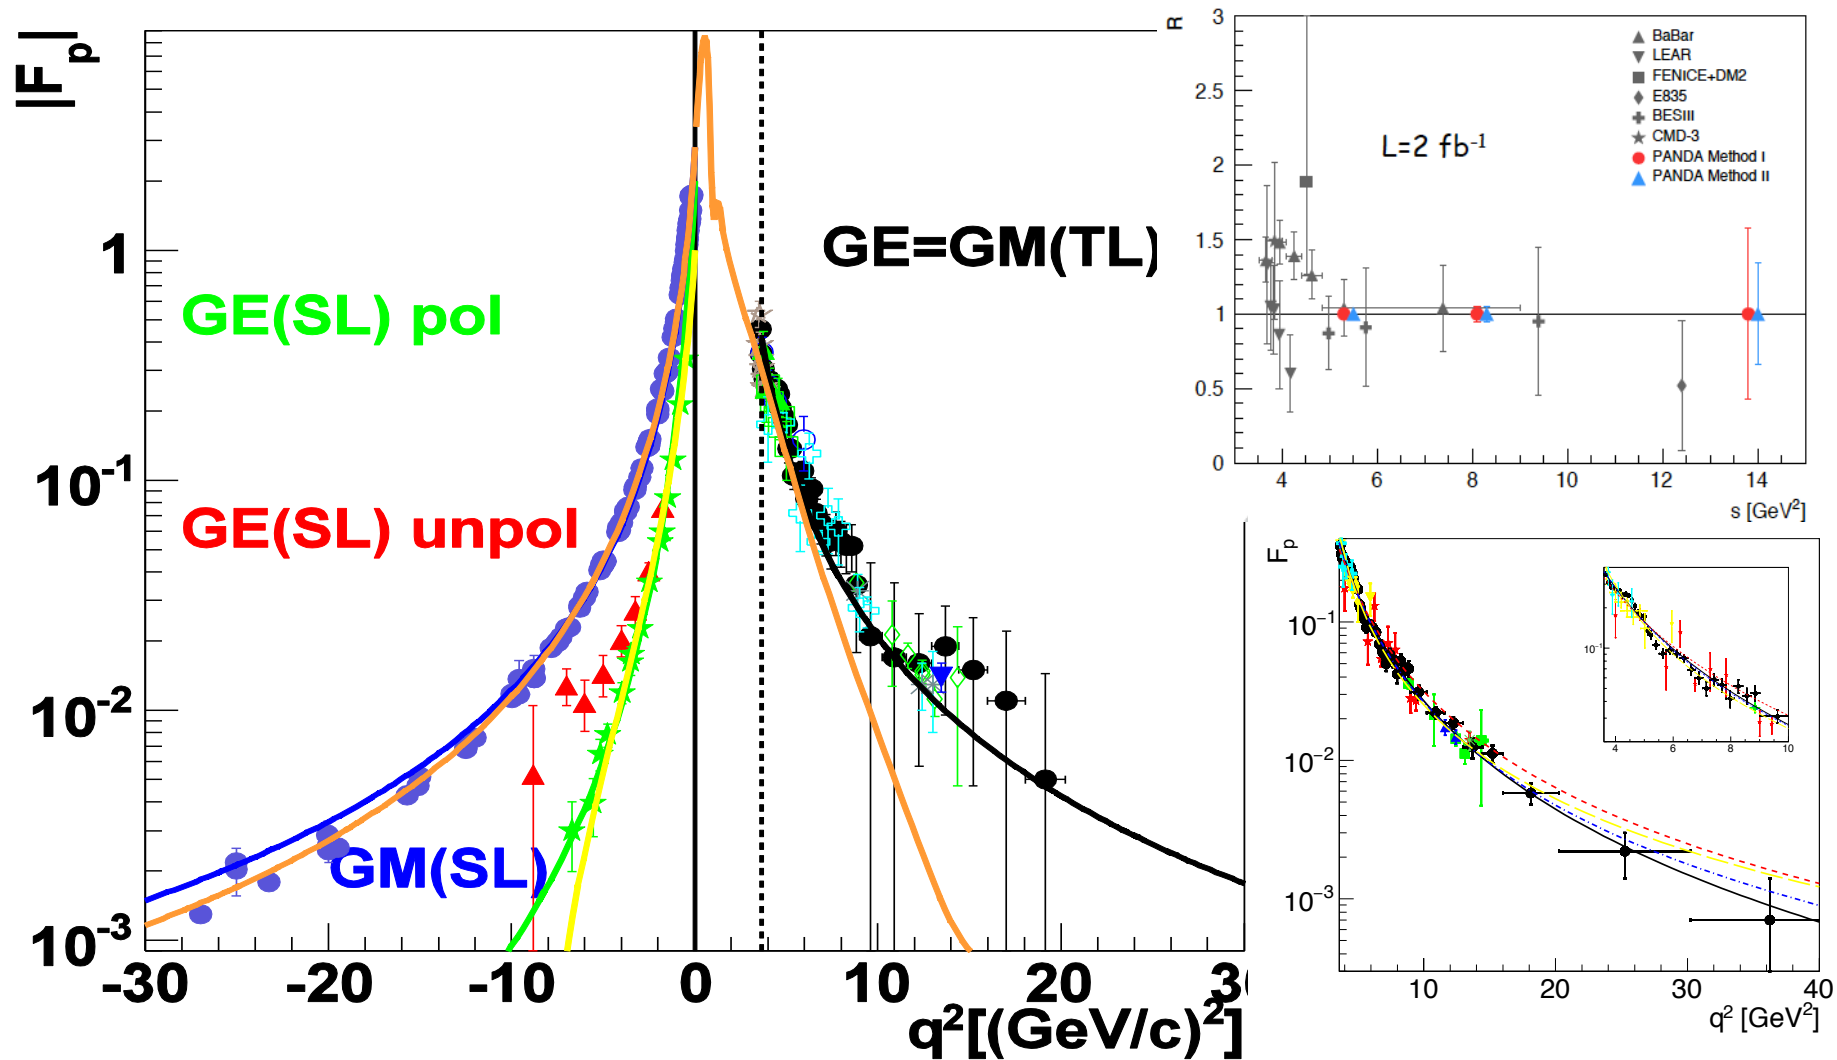 |Fp|
1
10-1
10-2
10-3
GE(SL) pol
GE(SL) unpol
GM(SL)
GE=GM(TL)
-30 -20 -10 0 10 20 30
q2[(GeV/c)2]
R
3
2.5
2
1.5
1
0.5
0
L=2 fb-1
BaBar
LEAR
FENICE+DM2
E835
BESIII
CMD-3
PANDA Method I
PANDA Method II
4 6 8 10 12 14
s [GeV2]
Fp
10-1
10-2
10-3
10-1
4 6 8 10
10 20 30 40
q2 [GeV2]